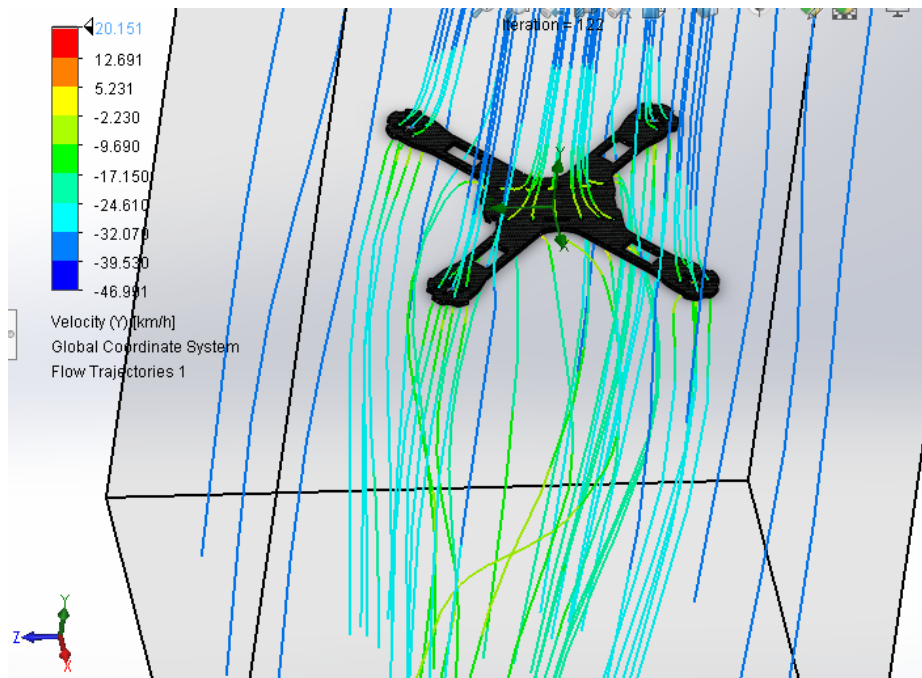 Iteration = 122
20.151
12.691
5.231
-2.230
-9.690
-17.150
-24.610
-32.070
-39.530
-46.991
Velocity (Y) [km/h]
Global Coordinate System
Flow Trajectories 1
Y
X
Y
Z
X